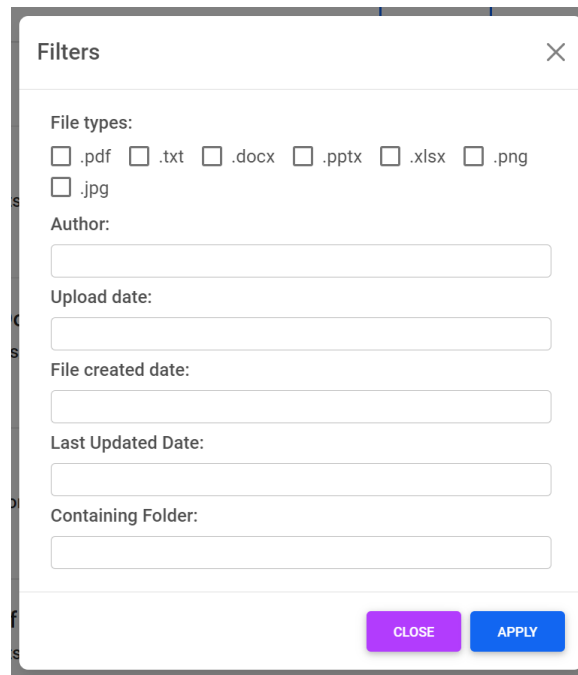 Filters
File types:
.pdf .txt .docx .pptx .xlsx .png
.jpg
Author:
Upload date:
File created date:
Last Updated Date:
Containing Folder:
CLOSE APPLY